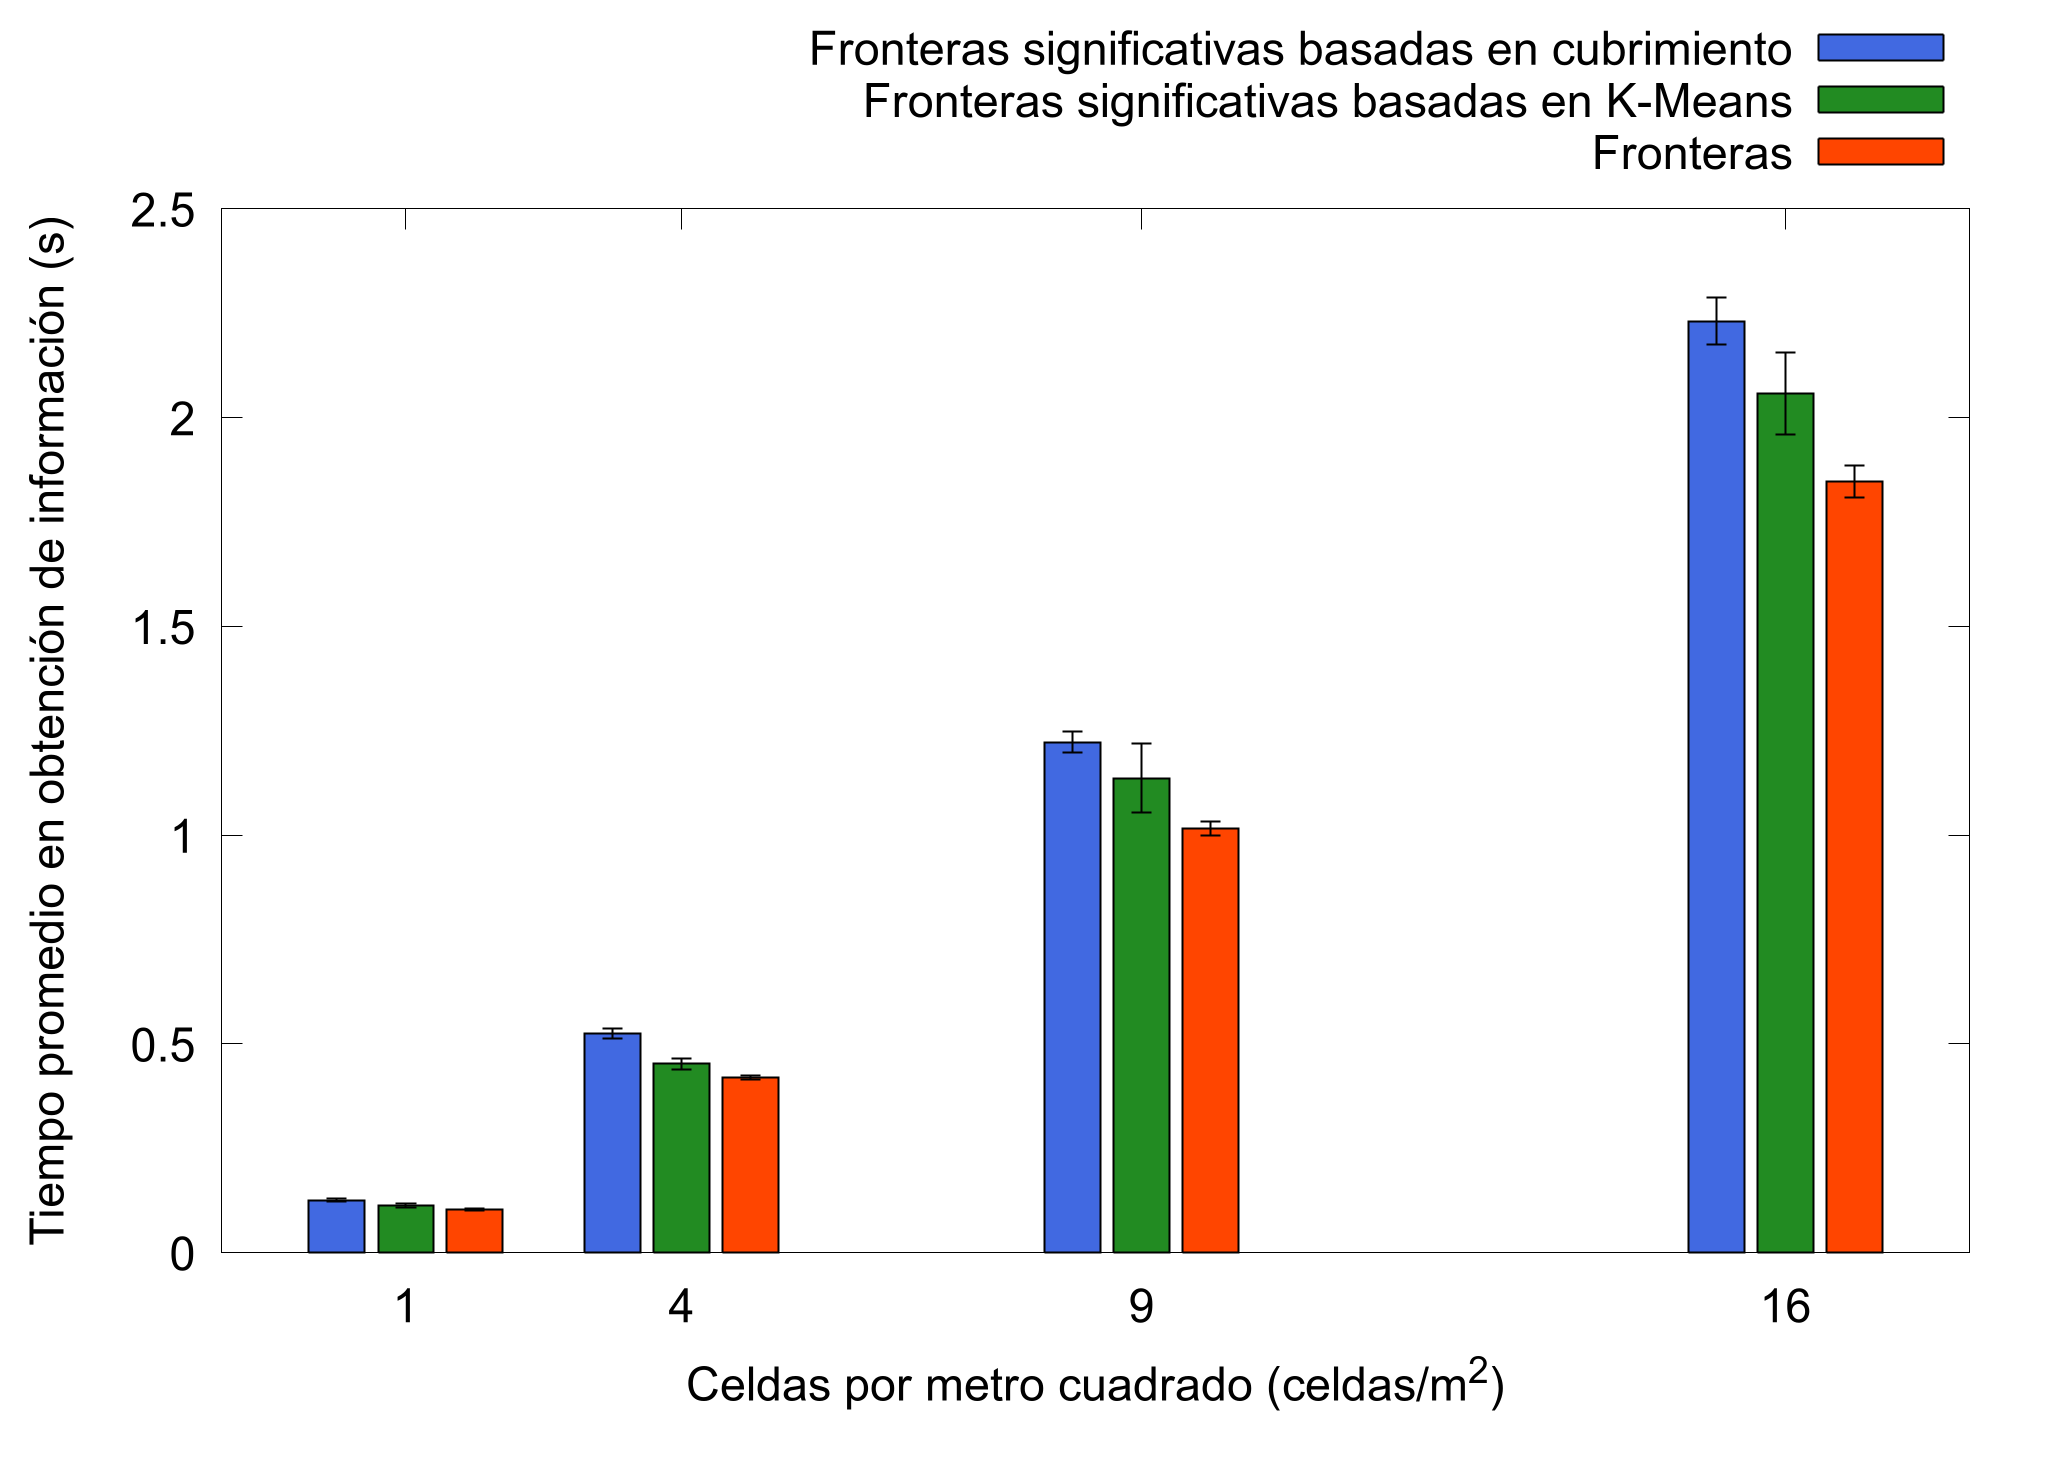 Fronteras significativas basadas en cubrimiento
Fronteras significativas basadas en K-Means
Fronteras
Tiempo promedio en obtención de información (s)
2.5
2
1.5
1
0.5
0
1 4 9 16
Celdas por metro cuadrado (celdas/m²)